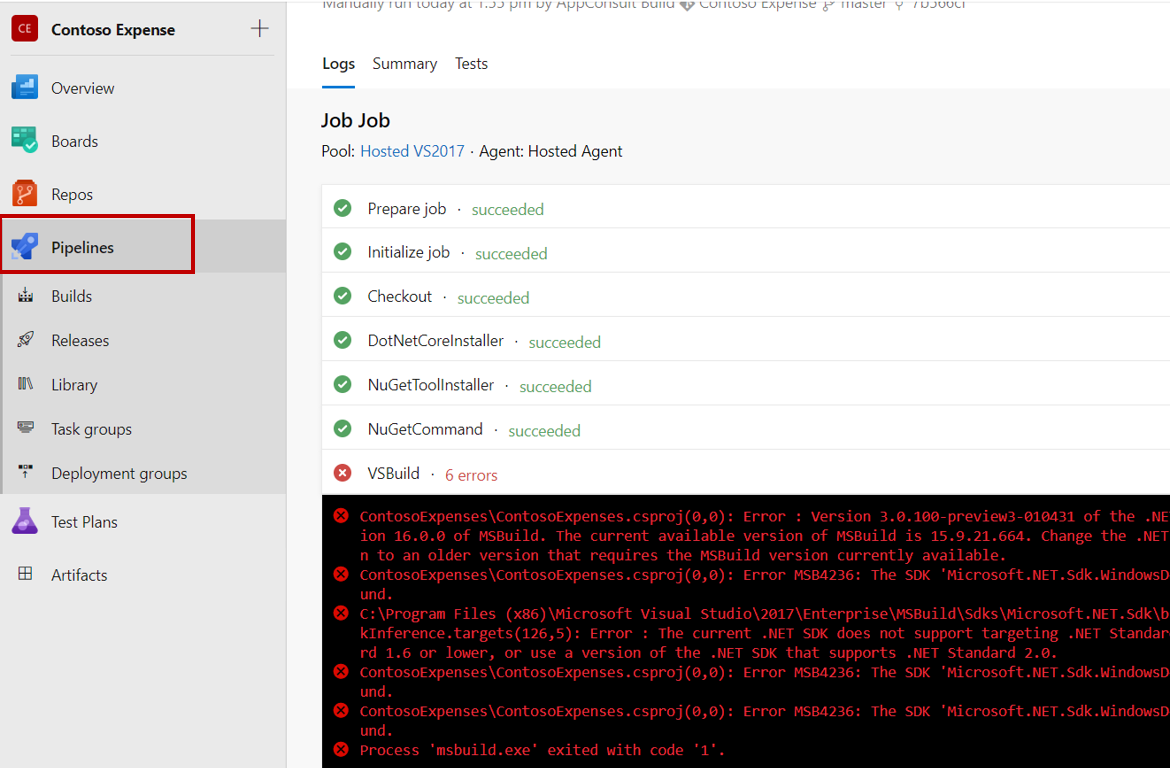 Manually run today at 1:55 pm by AppConsult Build Contoso Expense master 7b566cf
CE Contoso Expense
Overview
Boards
Repos
Pipelines
Builds
Releases
Library
Task groups
Deployment groups
Test Plans
Artifacts
Logs Summary Tests
Job Job
Pool: Hosted VS2017 · Agent: Hosted Agent
Prepare job · succeeded
Initialize job · succeeded
Checkout · succeeded
DotNetCoreInstaller · succeeded
NuGetToolInstaller · succeeded
NuGetCommand · succeeded
VSBuild · 6 errors
ContosoExpenses\ContosoExpenses.csproj(0,0): Error : Version 3.0.100-preview3-010431 of the .NE
ion 16.0.0 of MSBuild. The current available version of MSBuild is 15.9.21.664. Change the .NET
n to an older version that requires the MSBuild version currently available.
ContosoExpenses\ContosoExpenses.csproj(0,0): Error MSB4236: The SDK 'Microsoft.NET.Sdk.WindowsD
und.
C:\Program Files (x86)\Microsoft Visual Studio\2017\Enterprise\MSBuild\Sdks\Microsoft.NET.Sdk\b
kInference.targets(126,5): Error : The current .NET SDK does not support targeting .NET Standar
rd 1.6 or lower, or use a version of the .NET SDK that supports .NET Standard 2.0.
ContosoExpenses\ContosoExpenses.csproj(0,0): Error MSB4236: The SDK 'Microsoft.NET.Sdk.WindowsD
und.
ContosoExpenses\ContosoExpenses.csproj(0,0): Error MSB4236: The SDK 'Microsoft.NET.Sdk.WindowsD
und.
Process 'msbuild.exe' exited with code '1'.